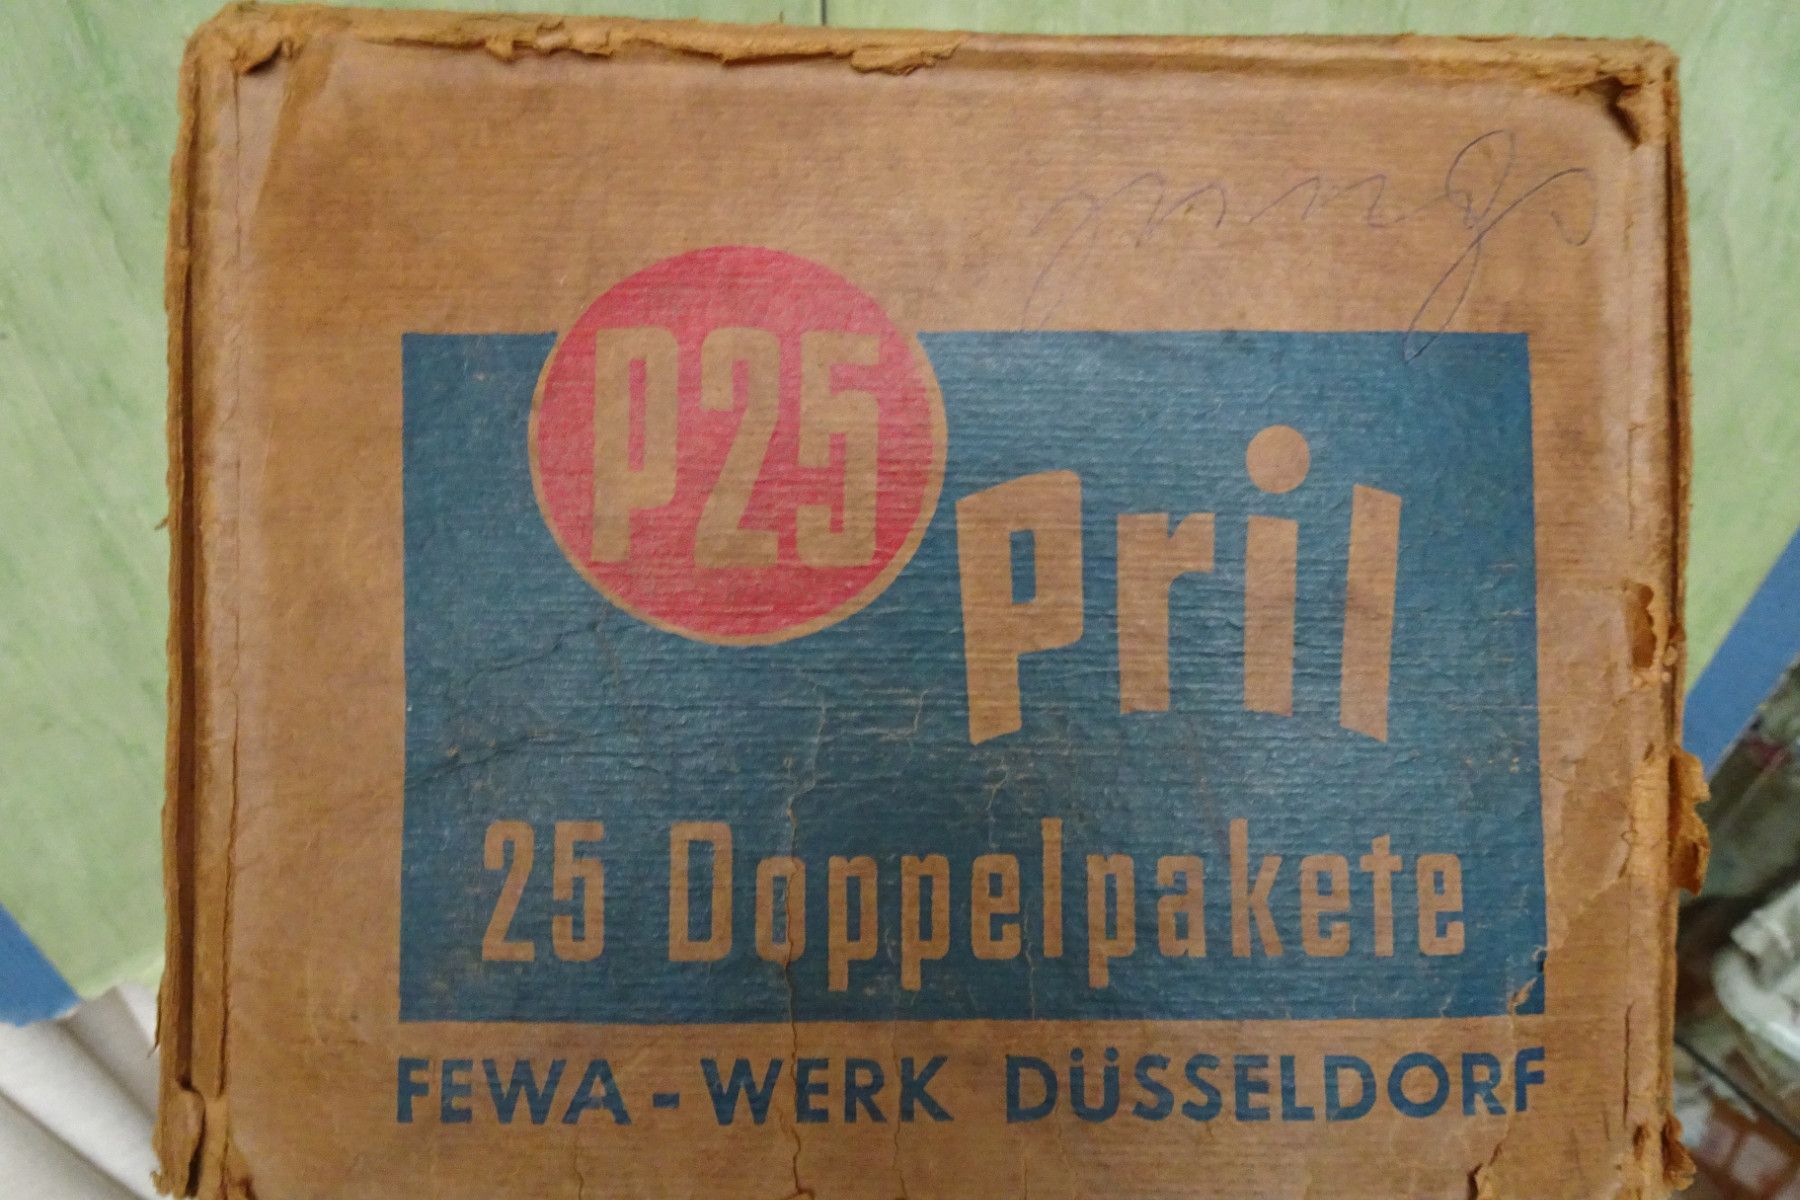 P25
Pril
25 Doppelpakete
FEWA-WERK DÜSSELDORF